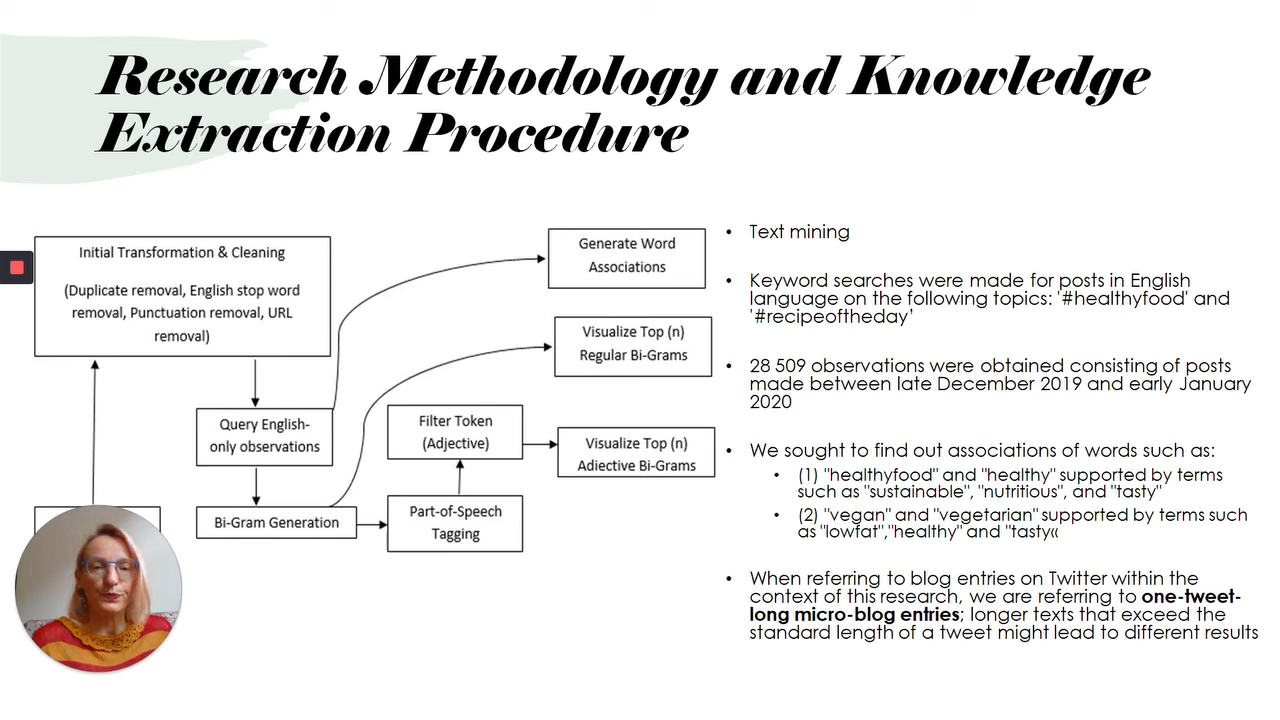 Research Methodology and Knowledge
Extraction Procedure
Initial Transformation & Cleaning
(Duplicate removal, English stop word
removal, Punctuation removal, URL
removal)
Query English-
only observations
Bi-Gram Generation
Part-of-Speech
Tagging
Filter Token
(Adjective)
Generate Word
Associations
Visualize Top (n)
Regular Bi-Grams
Visualize Top (n)
Adjective Bi-Grams
• Text mining
• Keyword searches were made for posts in English
language on the following topics: '#healthyfood' and
'#recipeoftheday’
• 28 509 observations were obtained consisting of posts
made between late December 2019 and early January
2020
• We sought to find out associations of words such as:
• (1) "healthyfood" and "healthy" supported by terms
such as "sustainable", "nutritious", and "tasty"
• (2) "vegan" and "vegetarian" supported by terms such
as "lowfat","healthy" and "tasty«
• When referring to blog entries on Twitter within the
context of this research, we are referring to one-tweet-
long micro-blog entries; longer texts that exceed the
standard length of a tweet might lead to different results